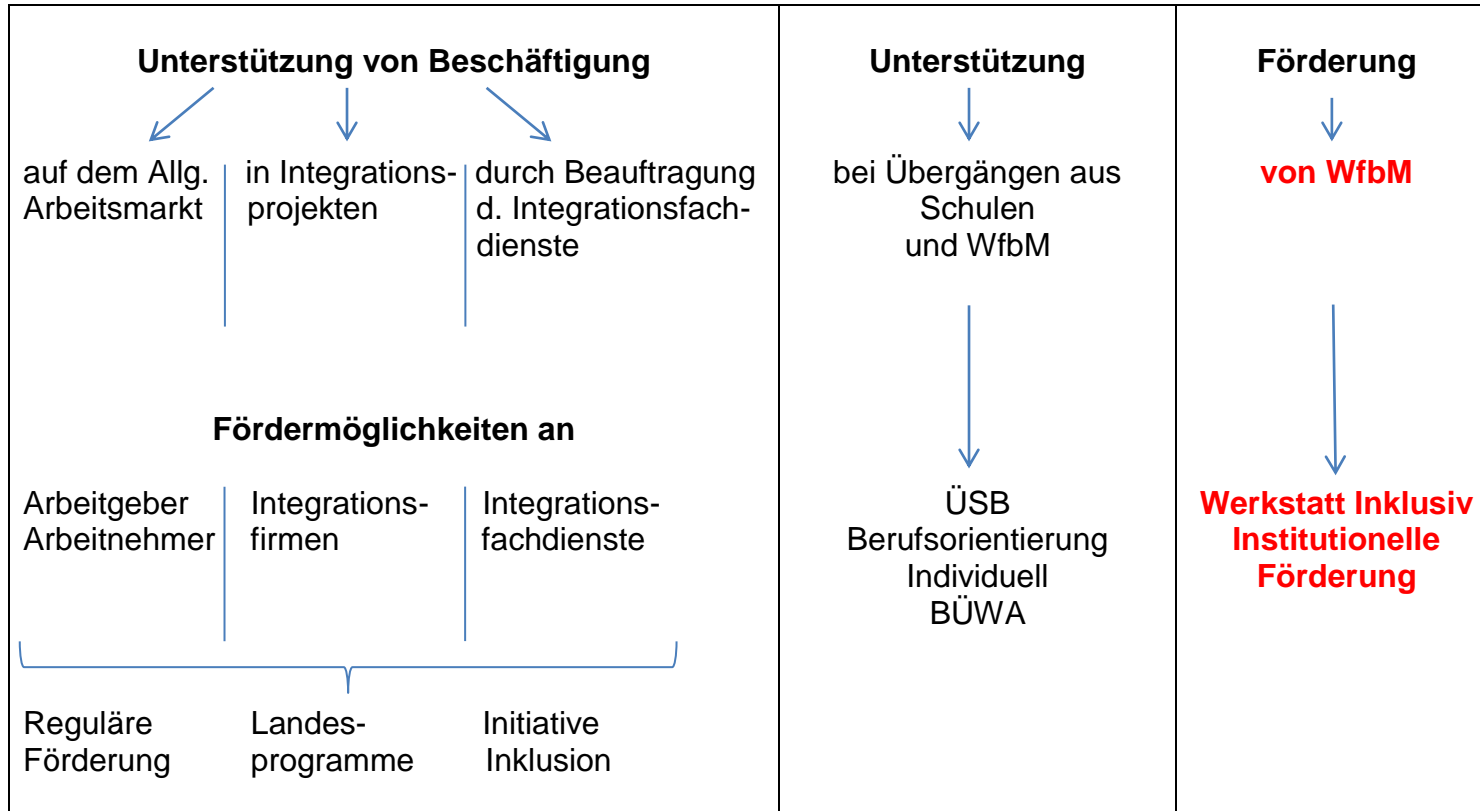 Unterstützung von Beschäftigung
auf dem Allg.
Arbeitsmarkt
in Integrations-
projekten
durch Beauftragung
d. Integrationsfach-
dienste
Fördermöglichkeiten an
Arbeitgeber
Arbeitnehmer
Integrations-
firmen
Integrations-
fachdienste
Reguläre
Förderung
Landes-
programme
Initiative
Inklusion
Unterstützung
bei Übergängen aus
Schulen
und WfbM
ÜSB
Berufsorientierung
Individuell
BÜWA
Förderung
von WfbM
Werkstatt Inklusiv
Institutionelle
Förderung